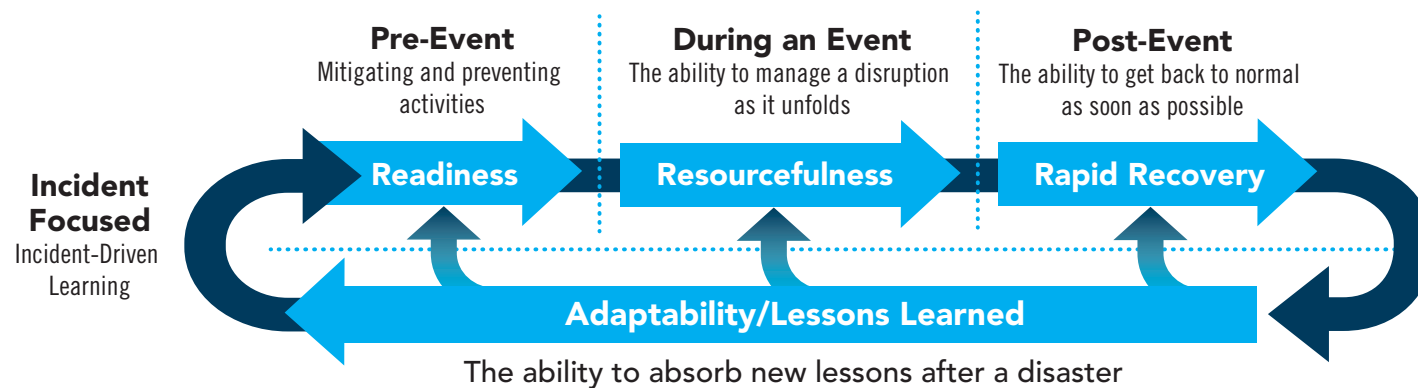 Pre-Event
Mitigating and preventing
activities
During an Event
The ability to manage a disruption
as it unfolds
Post-Event
The ability to get back to normal
as soon as possible
Incident
Focused
Incident-Driven
Learning
Readiness
Resourcefulness
Rapid Recovery
Adaptability/Lessons Learned
The ability to absorb new lessons after a disaster